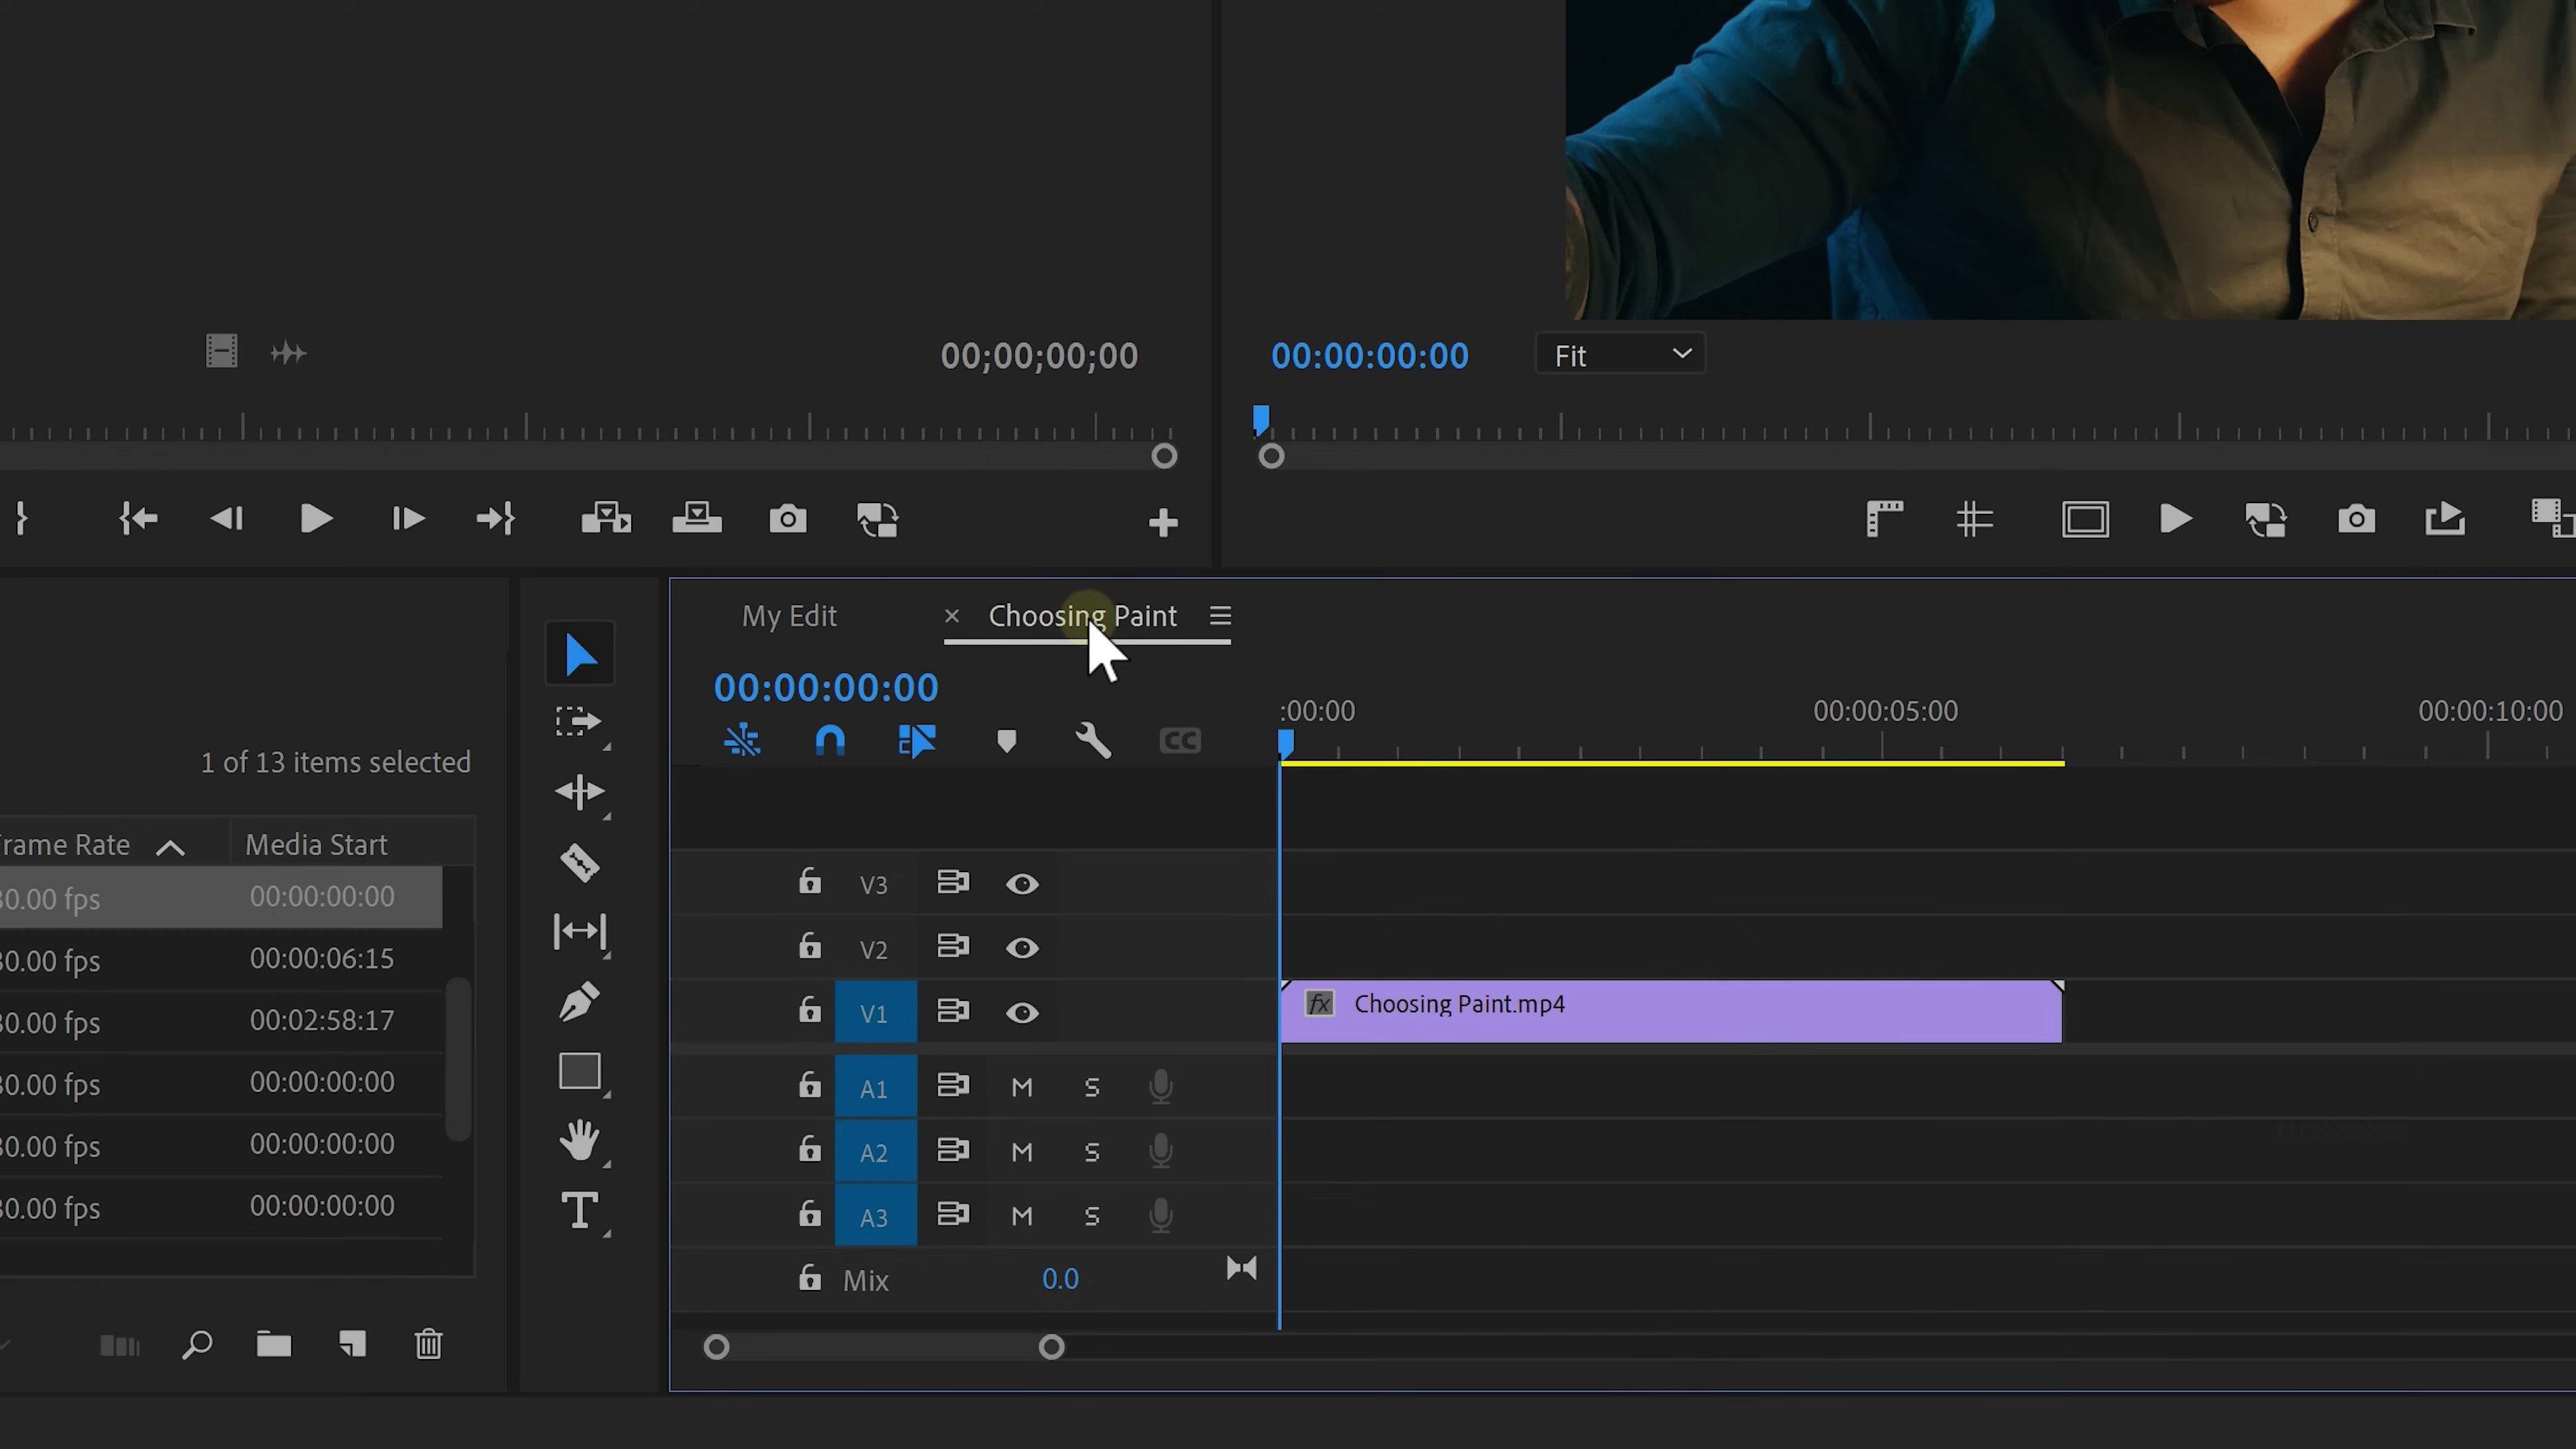 00;00;00;00
00:00:00:00
Fit
My Edit
× Choosing Paint
00:00:00:00
:00:00
00:00:05:00
00:00:10:00
CC
1 of 13 items selected
Frame Rate
Media Start
30.00 fps 00:00:00:00
30.00 fps 00:00:06:15
30.00 fps 00:02:58:17
30.00 fps 00:00:00:00
30.00 fps 00:00:00:00
30.00 fps 00:00:00:00
T
V3
V2
V1
fx Choosing Paint.mp4
A1 M S
A2 M S
A3 M S
Mix 0.0